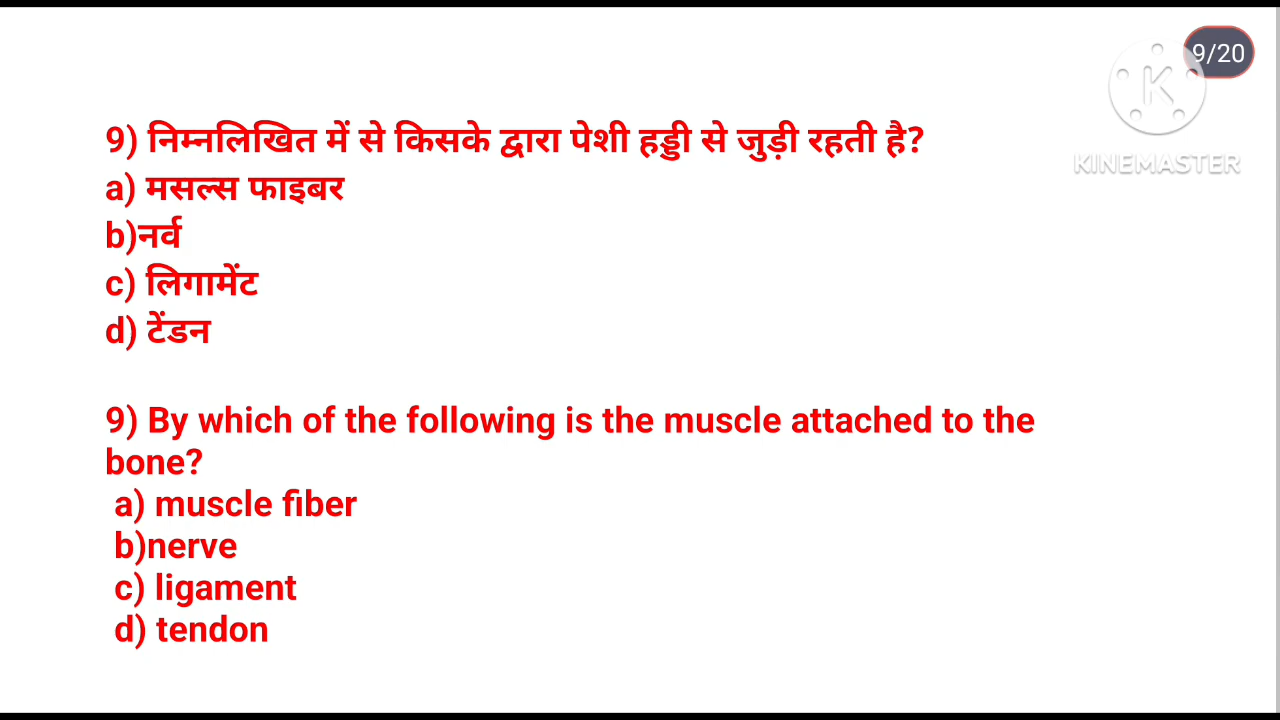 9/20
K
KINEMASTER
9) निम्नलिखित में से किसके द्वारा पेशी हड्डी से जुड़ी रहती है?
a) मसल्स फाइबर
b)नर्व
c) लिगामेंट
d) टेंडन
9) By which of the following is the muscle attached to the
bone?
a) muscle fiber
b)nerve
c) ligament
d) tendon